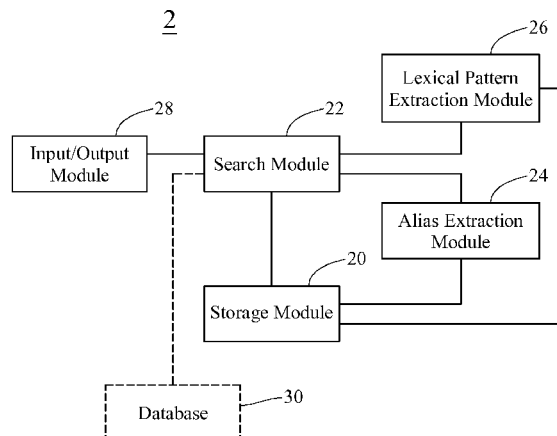 2
26
Lexical Pattern
Extraction Module
28
22
Input/Output
Module
Search Module
24
Alias Extraction
Module
20
Storage Module
30
Database